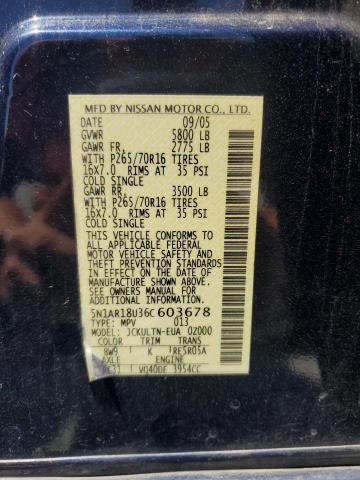 MFD BY NISSAN MOTOR CO., LTD.
DATE 09/05
GVWR 5800 LB
GAWR FR, 2775 LB
WITH P265/70R16 TIRES
16X7.0 RIMS AT 35 PSI
COLD SINGLE
GAWR RR, 3500 LB
WITH P265/70R16 TIRES
16X7.0 RIMS AT 35 PSI
COLD SINGLE
THIS VEHICLE CONFORMS TO
ALL APPLICABLE FEDERAL
MOTOR VEHICLE SAFETY AND
THEFT PREVENTION STANDARDS
IN EFFECT ON THE DATE OF
MANUFACTURE SHOWN ABOVE.
SEE OWNERS MANUAL FOR
ADDITIONAL INFORMATION.
5N1AR18U36C603678
TYPE: MPV 013
MODEL: JCKULTN-EUA 02000
COLOR TRIM TRANS
BW9 K RE5R05A
AXLE ENGINE
VQ40DE 3954CC